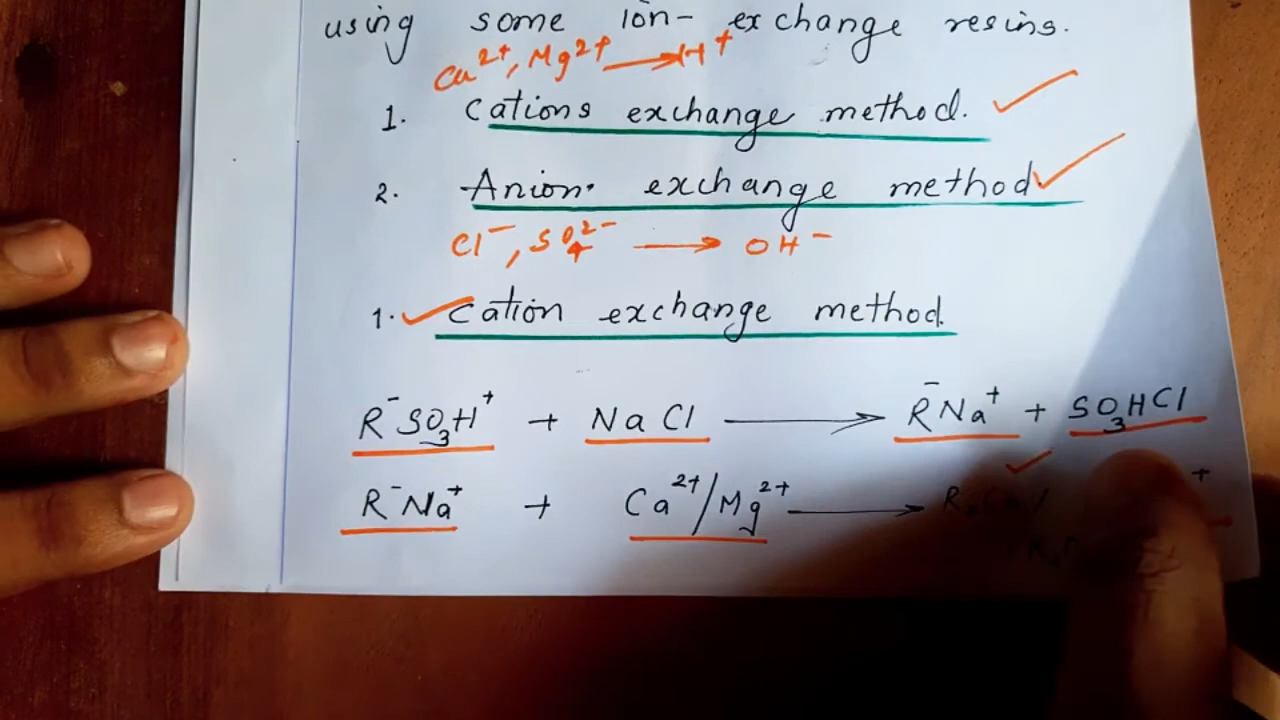 using some ion- exchange resins.
Ca²⁺, Mg²⁺ → H⁺
1. Cations exchange method. ✓
2. Anion exchange method ✓
Cl⁻, SO₄²⁻ → OH⁻
1. ✓ Cation exchange method.
R⁻SO₃H⁺ + NaCl → R⁻Na⁺ + SO₃HCl
R⁻Na⁺ + Ca²⁺/Mg²⁺ →